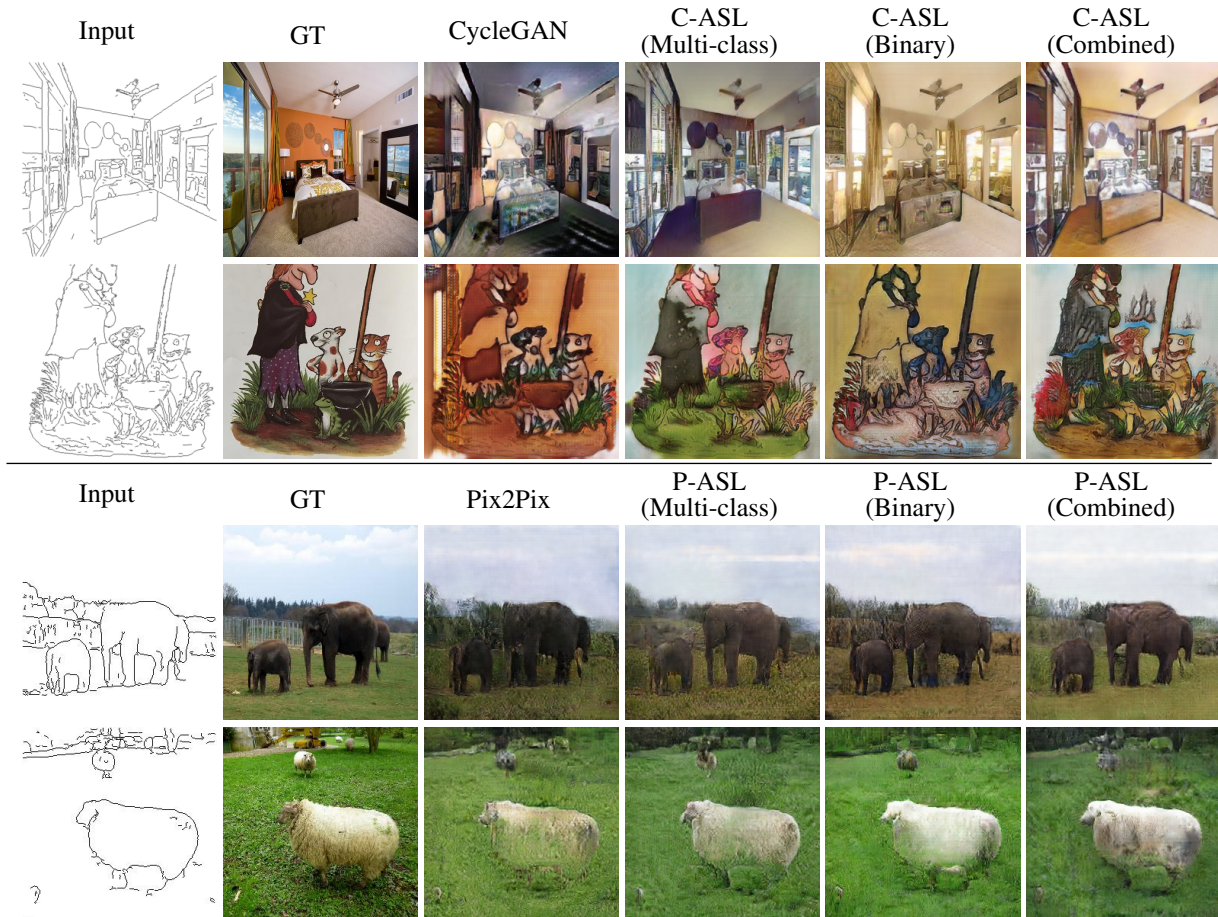 Input
GT
CycleGAN
C-ASL
(Multi-class)
C-ASL
(Binary)
C-ASL
(Combined)
Input
GT
Pix2Pix
P-ASL
(Multi-class)
P-ASL
(Binary)
P-ASL
(Combined)